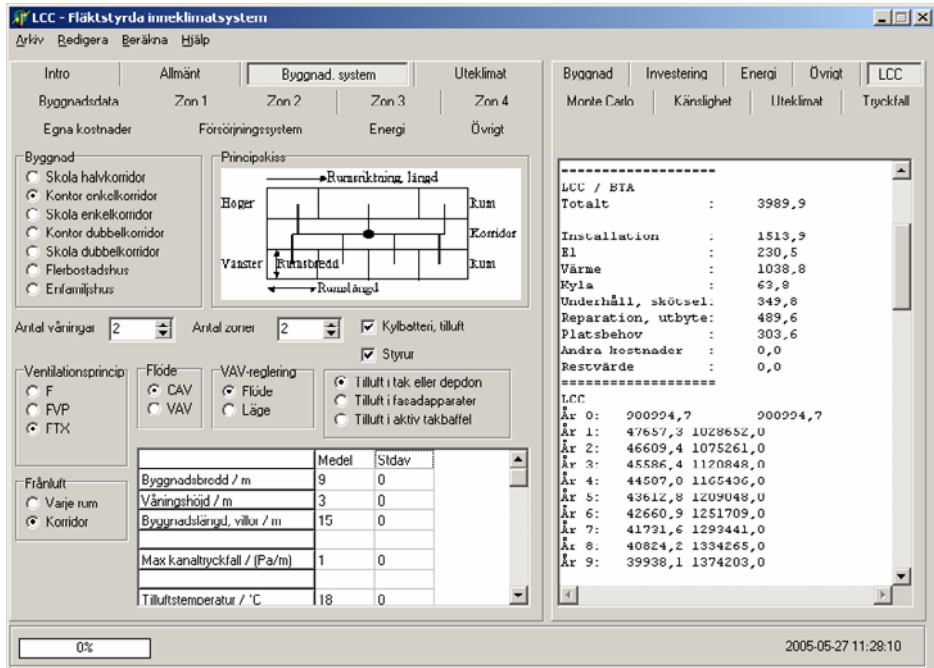 LCC - Fläktstyrda inneklimatsystem
Arkiv Redigera Beräkna Hjälp
Intro Allmänt Byggnad, system Uteklimat
Byggnadsdata Zon 1 Zon 2 Zon 3 Zon 4
Egna kostnader Försörjningssystem Energi Övrigt
Byggnad
Skola halvkorridor
Kontor enkelkorridor
Skola enkelkorridor
Kontor dubbelkorridor
Skola dubbelkorridor
Flerbostadshus
Enfamiljshus
Principskiss
Rumsriktning, längd
Höger Rum
Korridor
Vänster Rumsbredd Rum
Rumslängd
Antal våningar 2 Antal zoner 2 Kylbatteri, tilluft
Styrur
Ventilationsprincip
F
FVP
FTX
Flöde
CAV
VAV
VAV-reglering
Flöde
Läge
Tilluft i tak eller depdon
Tilluft i fasadapparater
Tilluft i aktiv takbaffel
Frånluft
Varje rum
Korridor
Medel Stdav
Byggnadsbredd / m 9 0
Våningshöjd / m 3 0
Byggnadslängd, villor / m 15 0
Max kanaltryckfall / (Pa/m) 1 0
Tilluftstemperatur / °C 18 0
Byggnad Investering Energi Övrigt LCC
Monte Carlo Känslighet Uteklimat Tryckfall
--------------------
LCC / BTA
Totalt : 3989,9
Installation : 1513,9
El : 230,5
Värme : 1038,8
Kyla : 63,8
Underhåll, skötsel: 349,8
Reparation, utbyte: 489,6
Platsbehov : 303,6
Andra kostnader : 0,0
Restvärde : 0,0
====================
LCC
År 0: 900994,7 900994,7
År 1: 47657,3 1028652,0
År 2: 46609,4 1075261,0
År 3: 45586,4 1120848,0
År 4: 44587,0 1165436,0
År 5: 43612,8 1209048,0
År 6: 42660,9 1251709,0
År 7: 41731,6 1293441,0
År 8: 40824,2 1334265,0
År 9: 39938,1 1374203,0
0% 2005-05-27 11:28:10